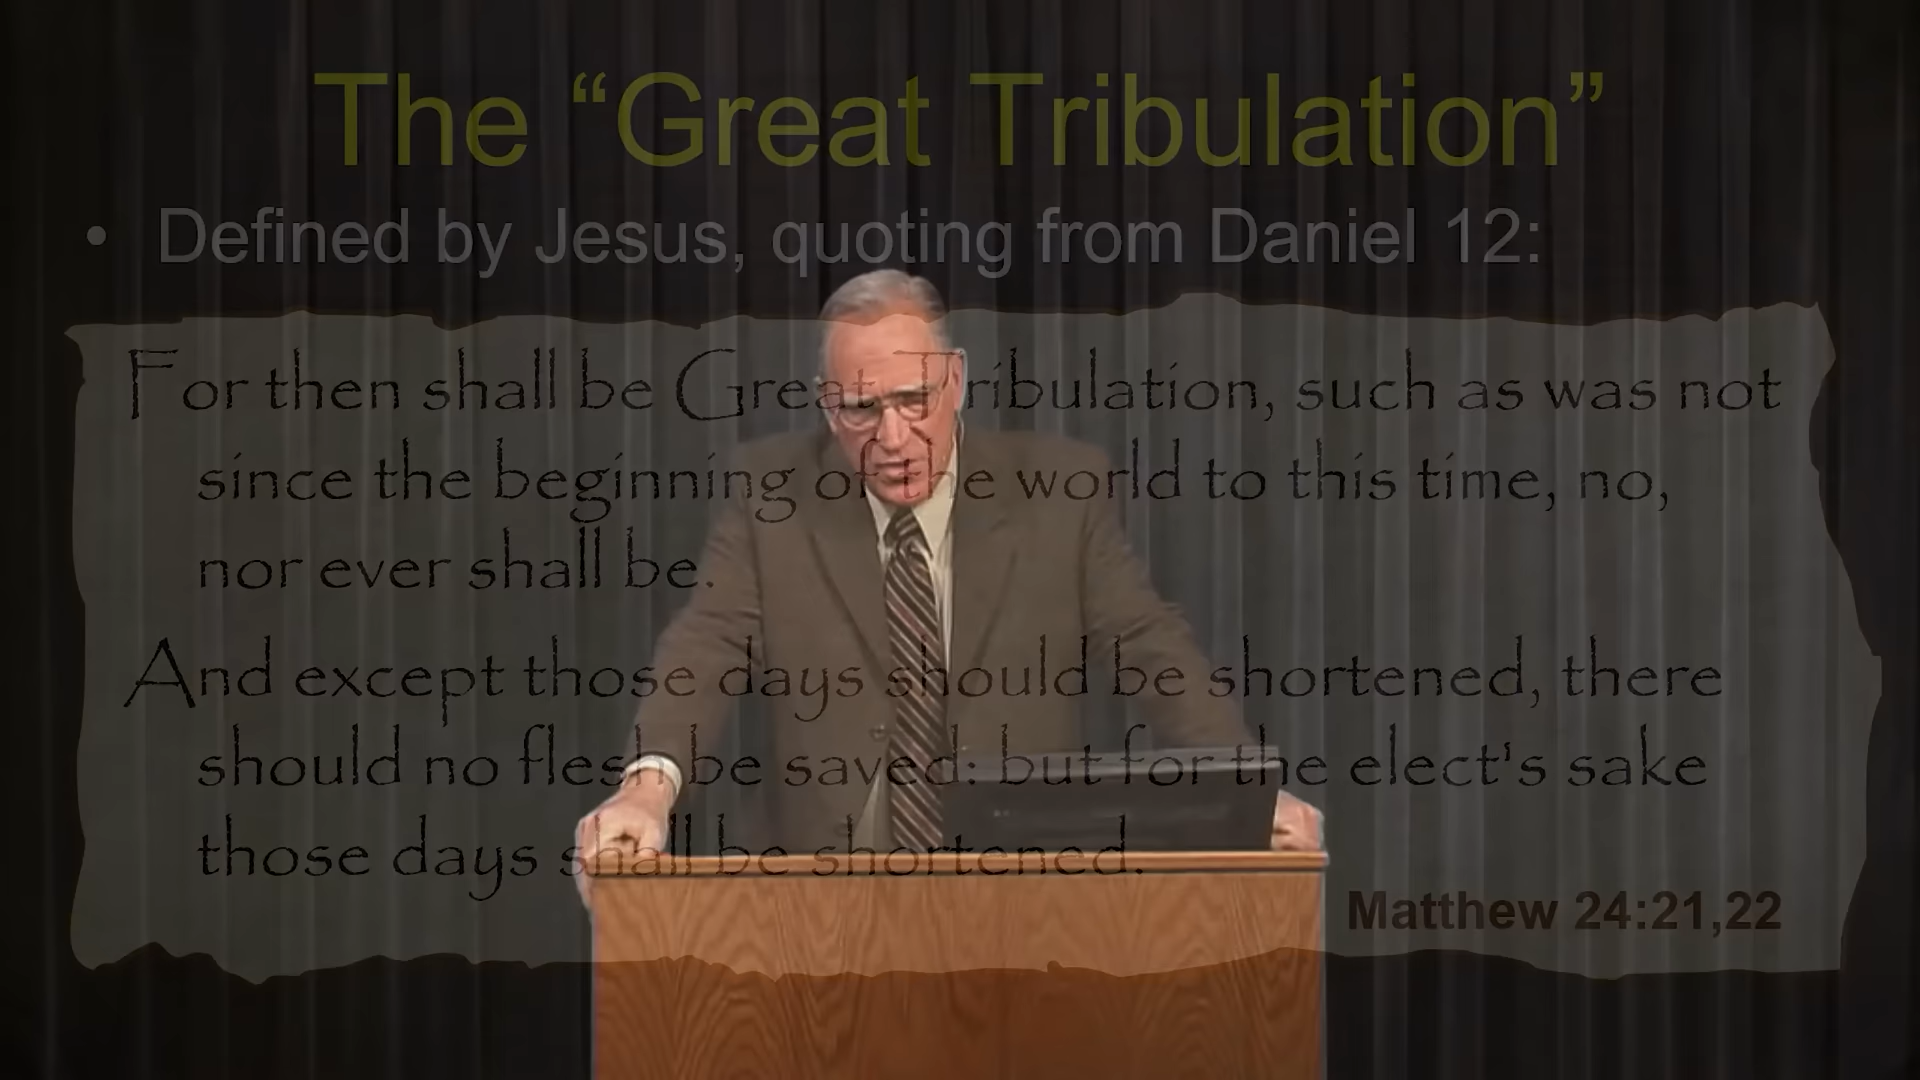 The “Great Tribulation”
• Defined by Jesus, quoting from Daniel 12:
For then shall be Great Tribulation, such as was not
since the beginning of the world to this time, no,
nor ever shall be.
And except those days should be shortened, there
should no flesh be saved: but for the elect's sake
those days shall be shortened.
Matthew 24:21,22